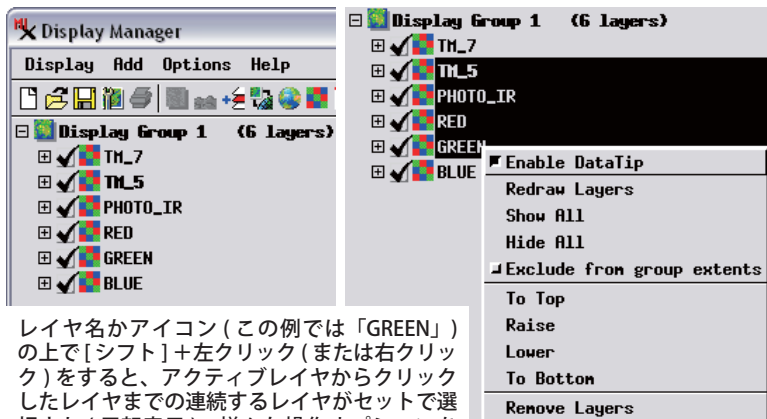 Display Manager
Display Add Options Help
Display Group 1 (6 layers)
TM_7
TM_5
PHOTO_IR
RED
GREEN
BLUE
Display Group 1 (6 layers)
TM_7
TM_5
PHOTO_IR
RED
GREEN
BLUE
Enable DataTip
Redraw Layers
Show All
Hide All
Exclude from group extents
To Top
Raise
Lower
To Bottom
Remove Layers
レイヤ名かアイコン ( この例では「GREEN」)
の上で [ シフト ] ＋左クリック ( または右クリッ
ク ) をすると、アクティブレイヤからクリック
したレイヤまでの連続するレイヤがセットで選